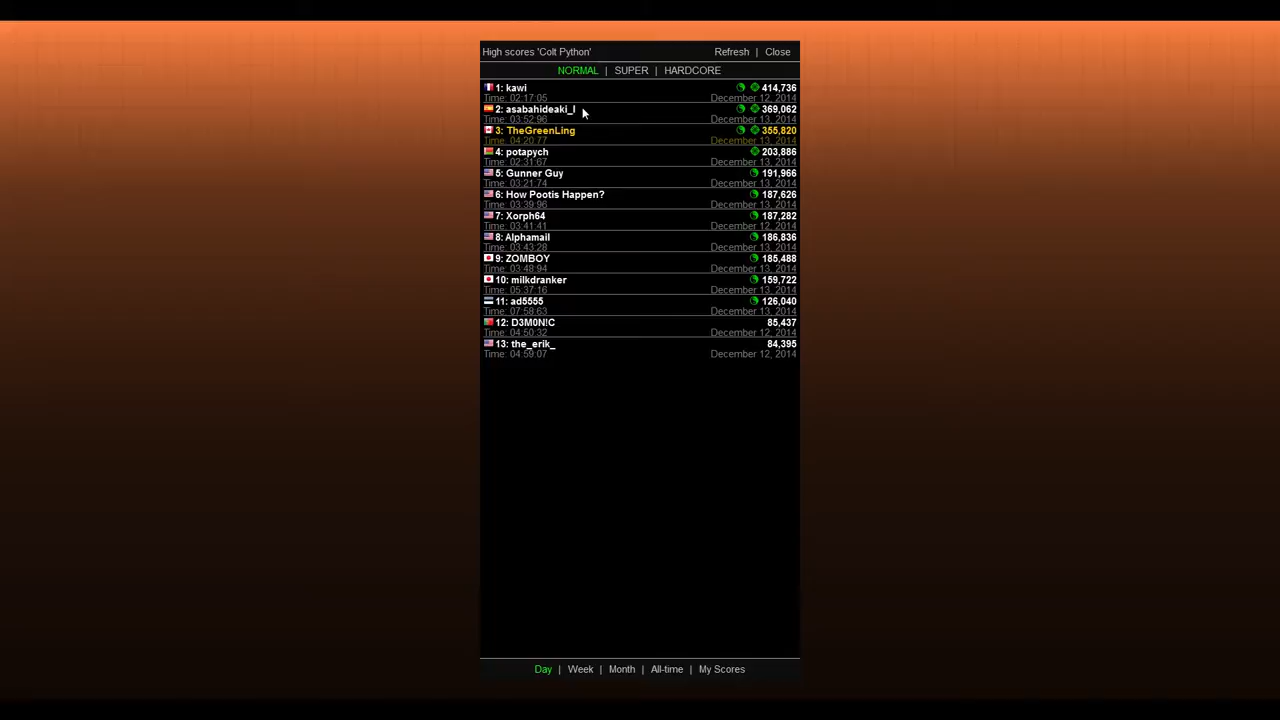 High scores 'Colt Python' Refresh | Close
NORMAL | SUPER | HARDCORE
1: kawi 414,736
Time: 02:17:05 December 12, 2014
2: asabahideaki_l 369,062
Time: 03:52:96 December 13, 2014
3: TheGreenLing 355,820
Time: 04:20:77 December 13, 2014
4: potapych 203,886
Time: 02:31:67 December 13, 2014
5: Gunner Guy 191,966
Time: 03:21:74 December 13, 2014
6: How Pootis Happen? 187,626
Time: 03:39:96 December 13, 2014
7: Xorph64 187,282
Time: 03:41:41 December 12, 2014
8: Alphamail 186,836
Time: 03:43:28 December 13, 2014
9: ZOMBOY 185,488
Time: 03:48:94 December 13, 2014
10: milkdranker 159,722
Time: 05:37:16 December 13, 2014
11: ad5555 126,040
Time: 07:58:63 December 13, 2014
12: D3M0N!C 85,437
Time: 04:50:32 December 12, 2014
13: the_erik_ 84,395
Time: 04:59:07 December 12, 2014
Day | Week | Month | All-time | My Scores